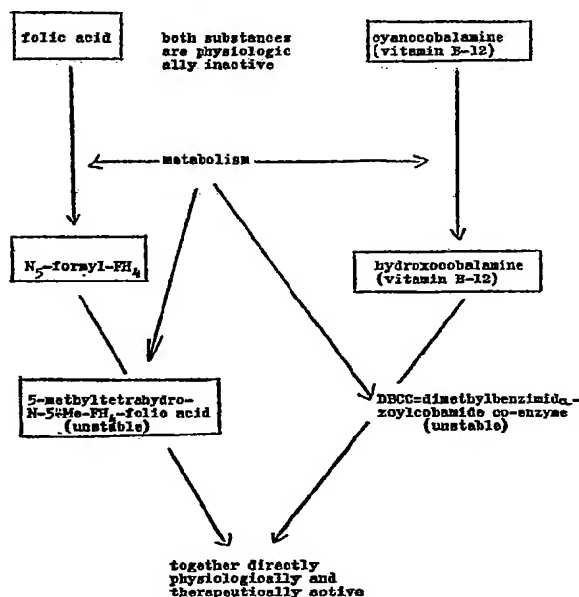 folic acid
both substances
are physiologic
ally inactive
cyanocobalamine
(vitamin B-12)
metabolism
N5-formyl-FH4
hydroxocobalamine
(vitamin B-12)
5-methyltetrahydro-
N-5-Me-FH4-folic acid
(unstable)
DBCC=dimethylbenzimida-
zoylcobamide co-enzyme
(unstable)
together directly
physiologically and
therapeutically active